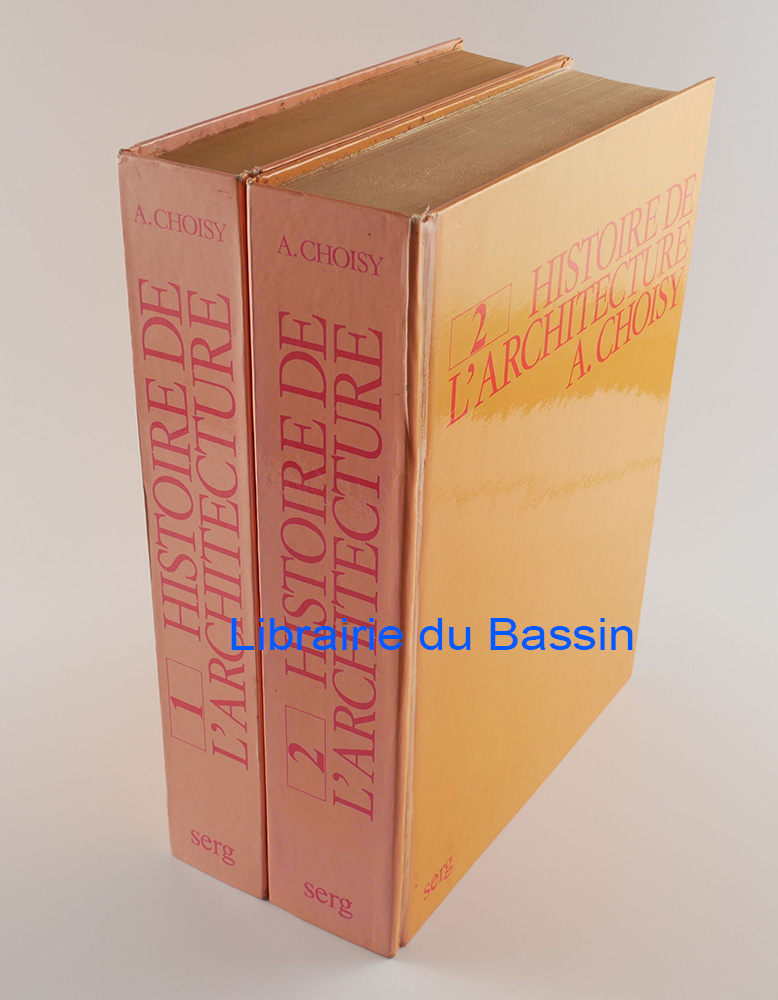 A. CHOISY
HISTOIRE DE
L'ARCHITECTURE
1
serg
A. CHOISY
HISTOIRE DE
L'ARCHITECTURE
2
serg
2 HISTOIRE DE
L'ARCHITECTURE
A. CHOISY
serg
Librairie du Bassin